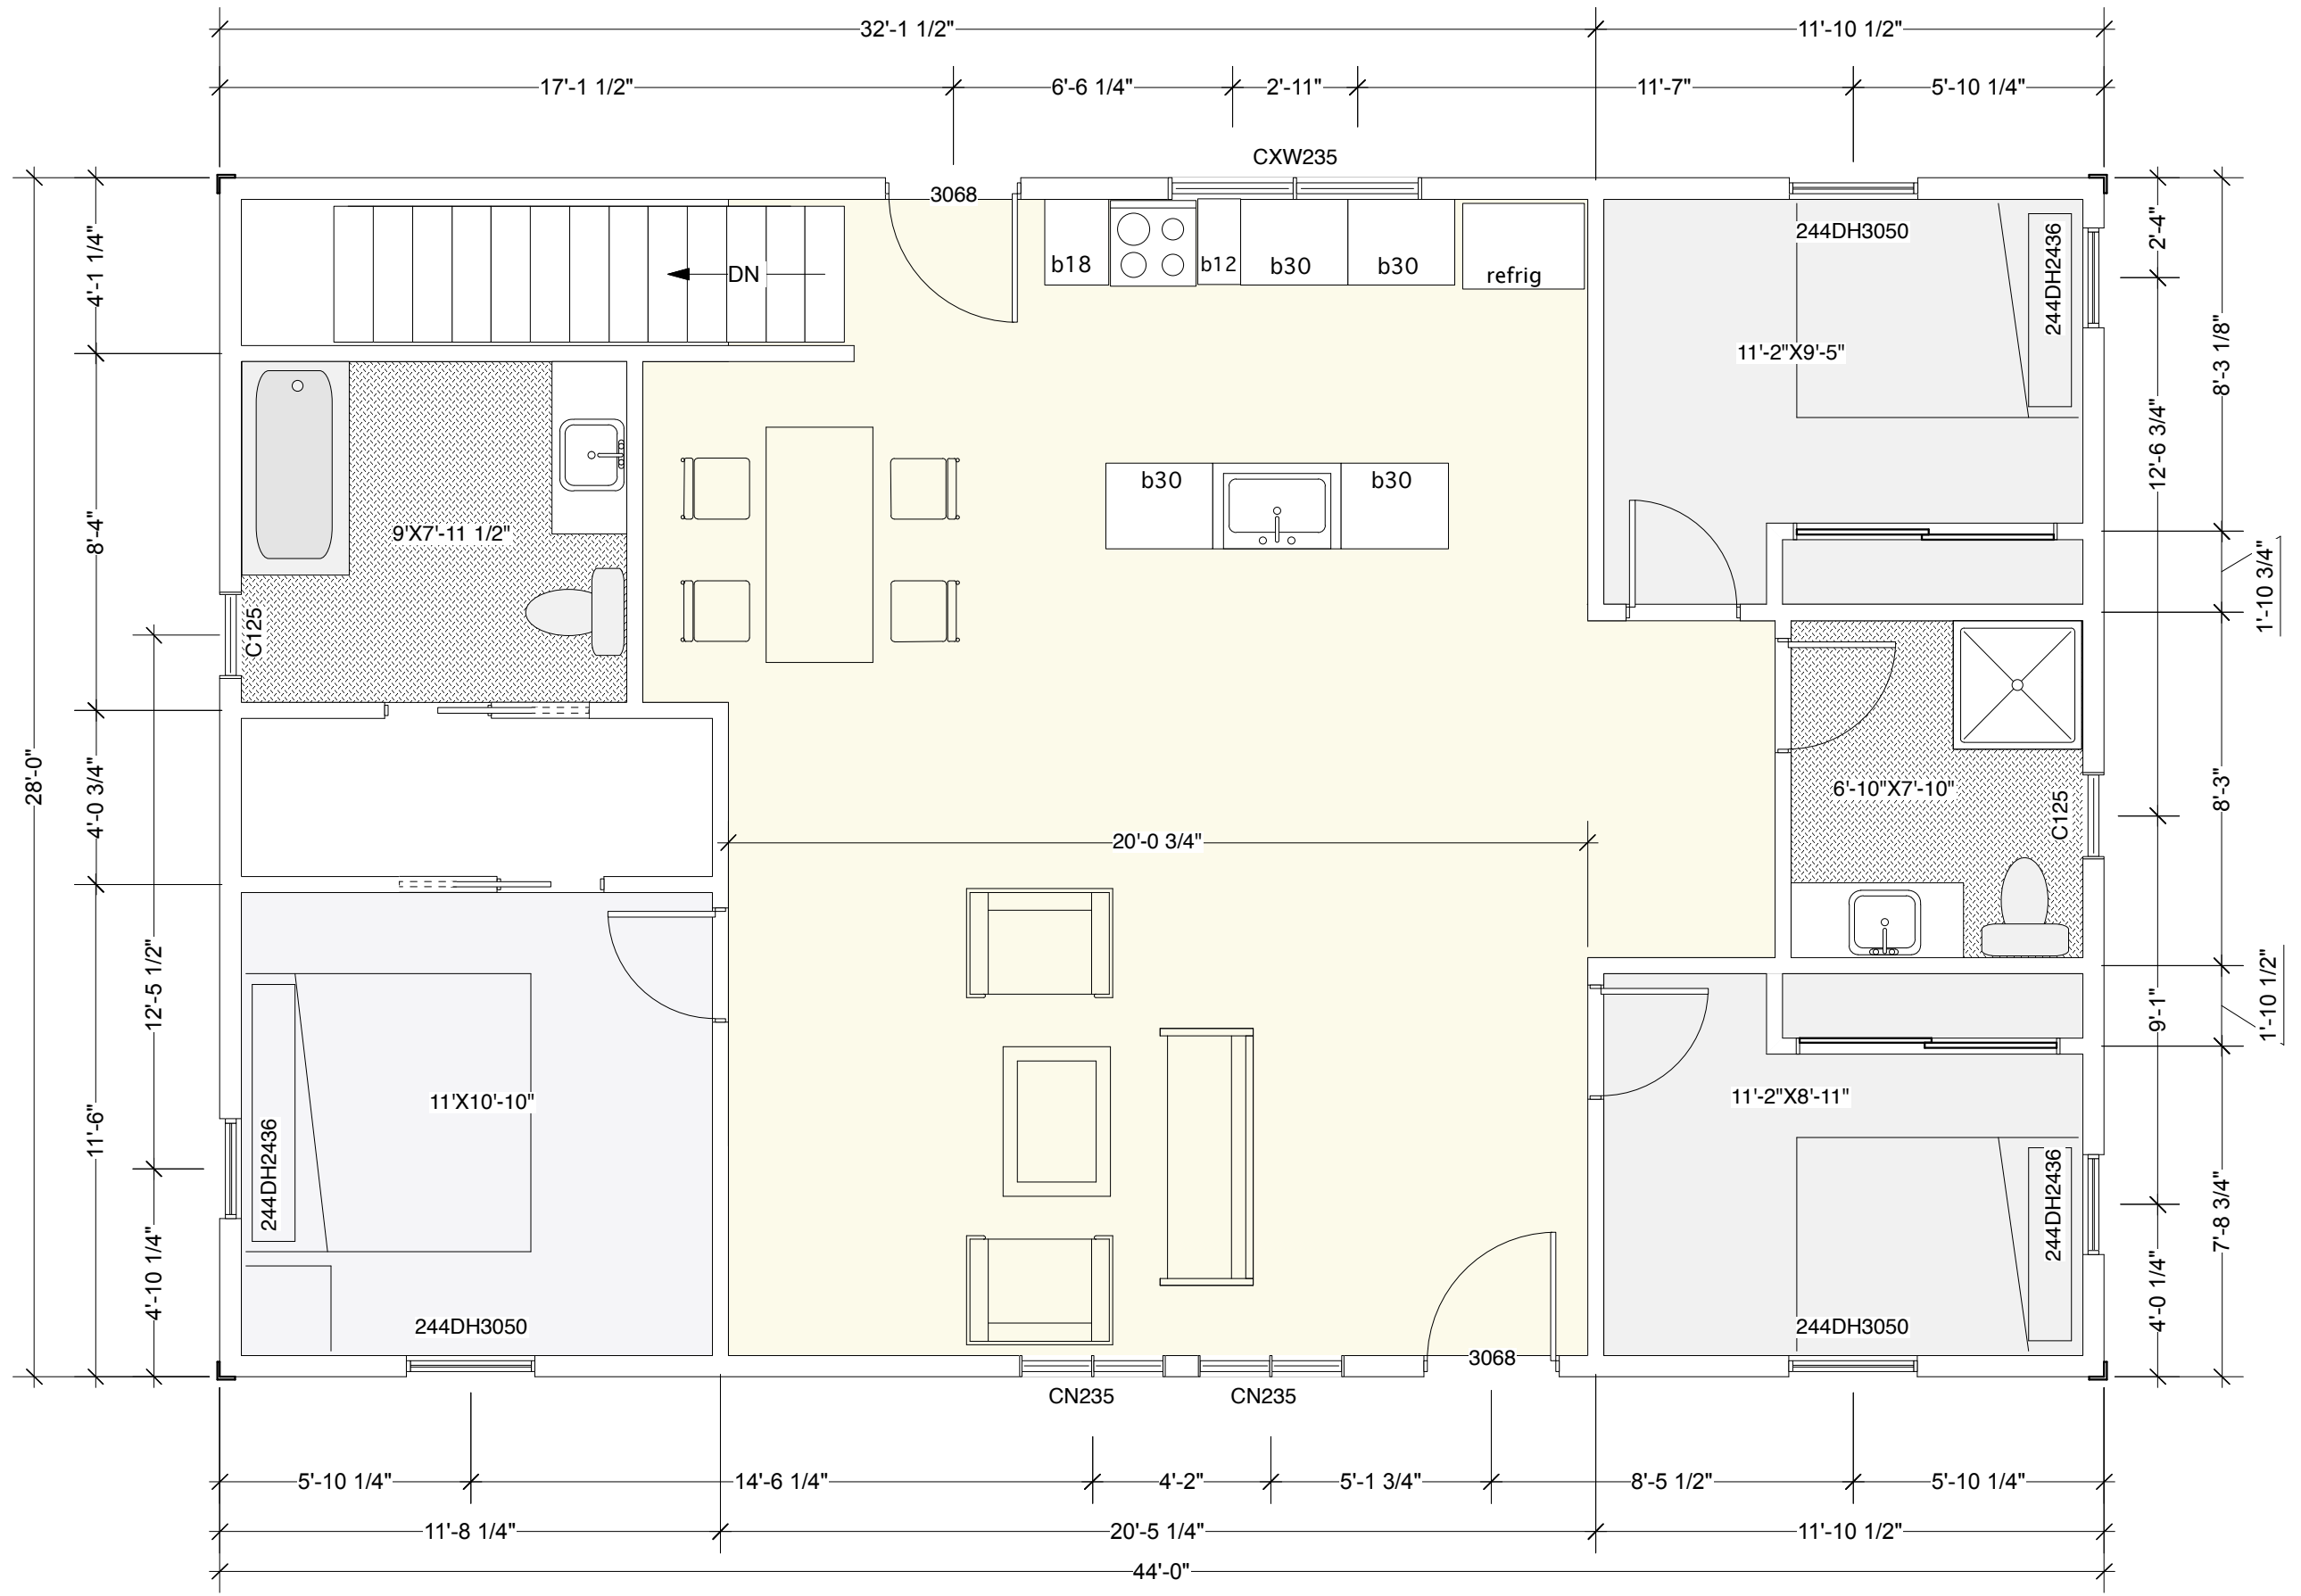 32'-1 1/2"
11'-10 1/2"
17'-1 1/2"
6'-6 1/4"
2'-11"
11'-7"
5'-10 1/4"
CXW235
3068
4'-1 1/4"
DN
b18
b12
b30
b30
refrig
244DH3050
244DH2436
2'-4"
11'-2"X9'-5"
8'-3 1/8"
12'-6 3/4"
b30
b30
9'X7'-11 1/2"
8'-4"
1'-10 3/4"
C125
28'-0"
4'-0 3/4"
6'-10"X7'-10"
C125
8'-3"
20'-0 3/4"
12'-5 1/2"
9'-1"
1'-10 1/2"
11'X10'-10"
11'-2"X8'-11"
11'-6"
244DH2436
244DH2436
7'-8 3/4"
4'-10 1/4"
4'-0 1/4"
244DH3050
244DH3050
3068
CN235
CN235
5'-10 1/4"
14'-6 1/4"
4'-2"
5'-1 3/4"
8'-5 1/2"
5'-10 1/4"
11'-8 1/4"
20'-5 1/4"
11'-10 1/2"
44'-0"